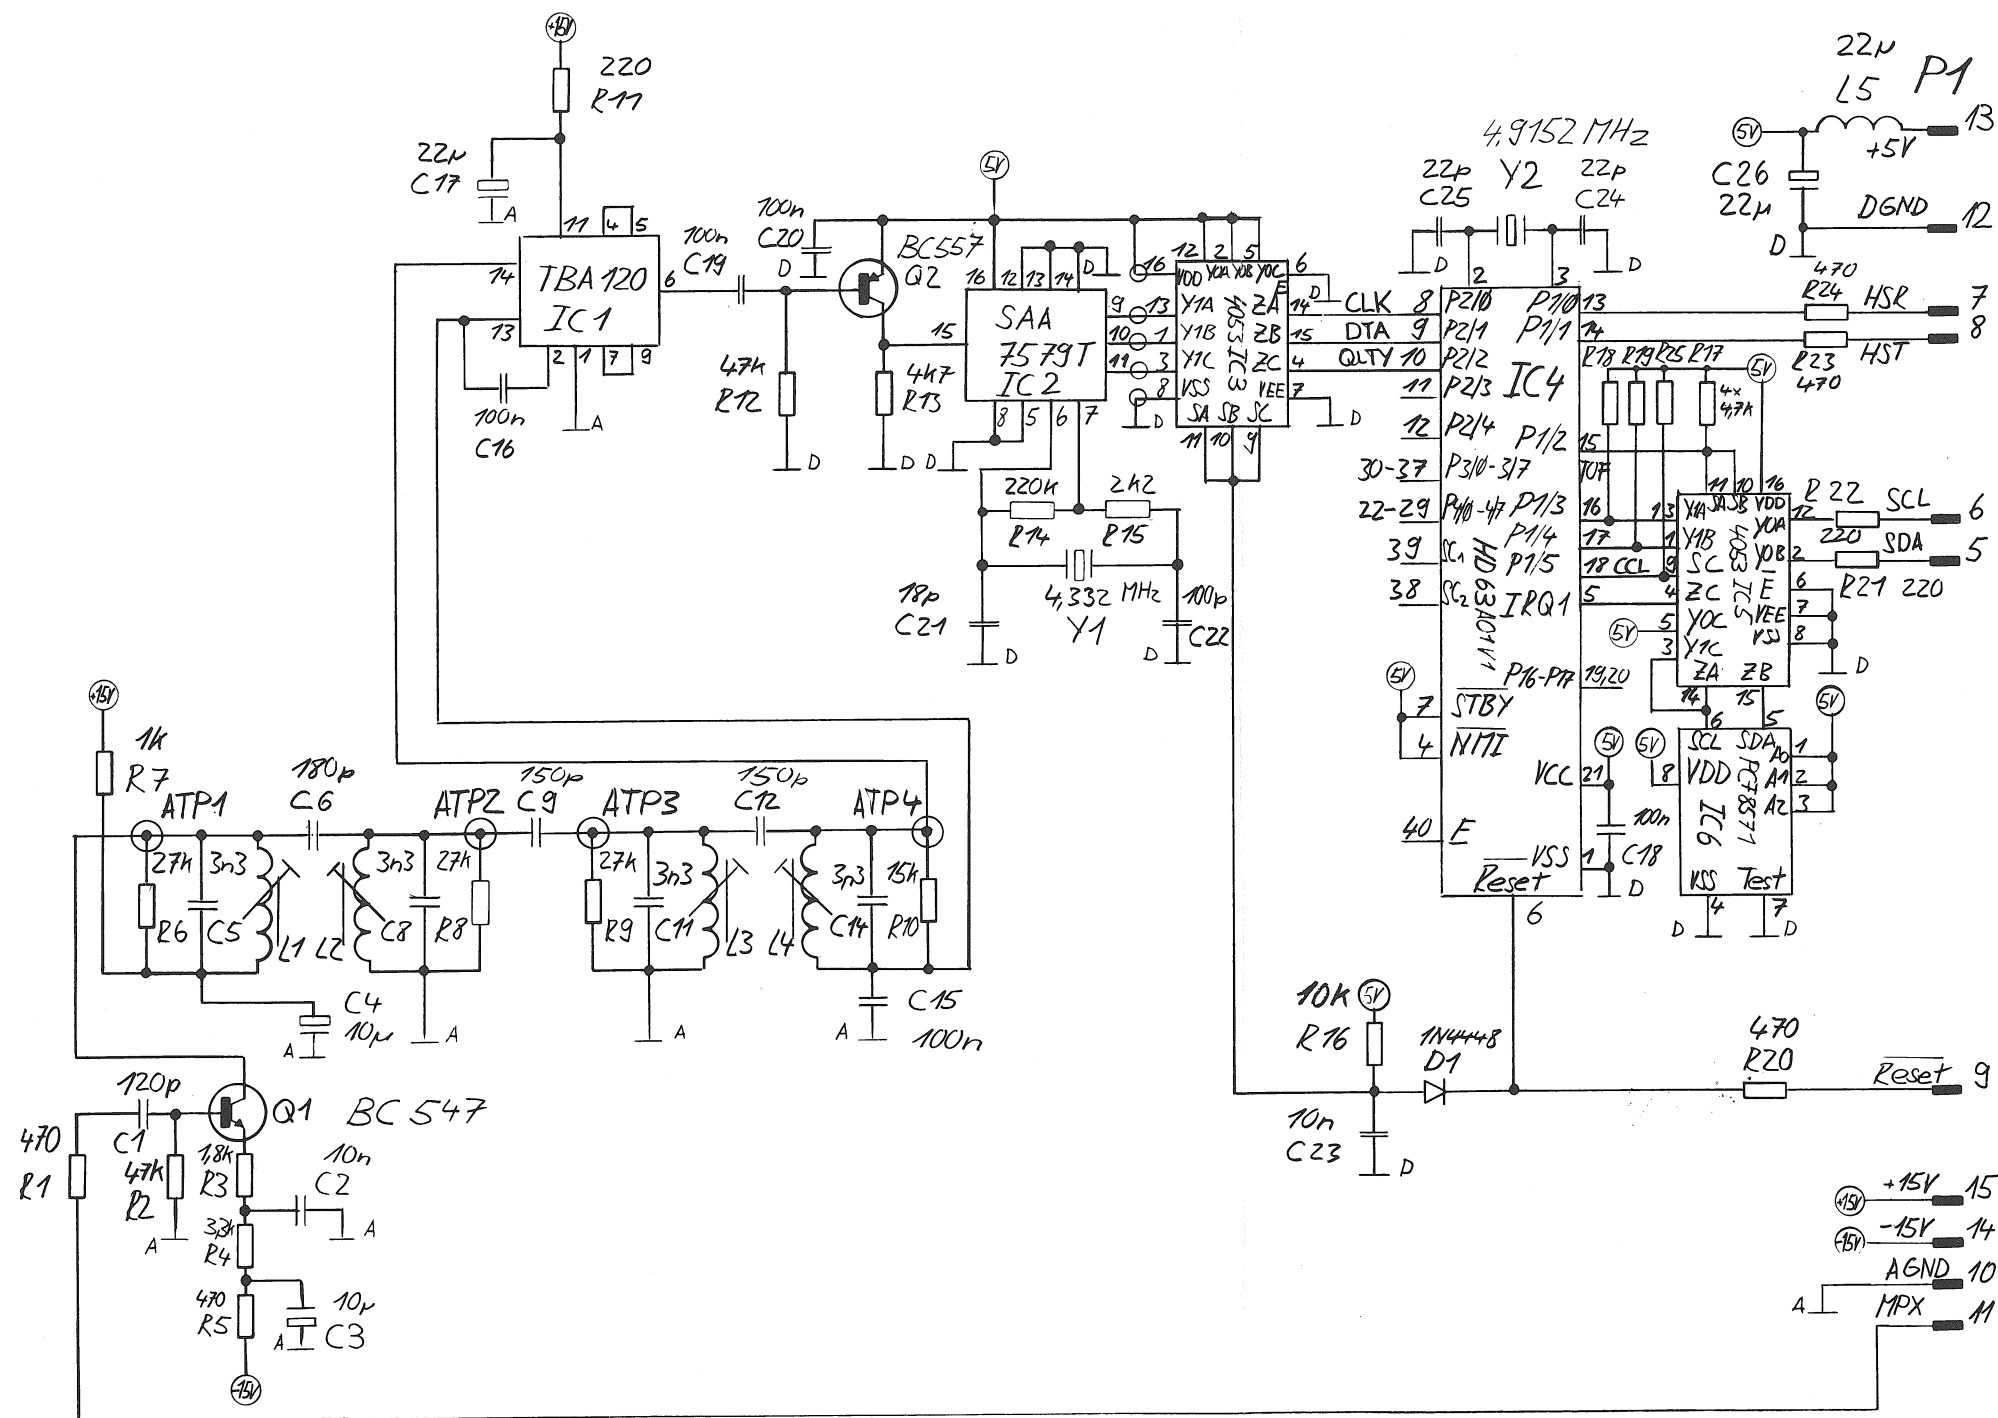 +15V
220
R11
22µ
C17
A
11 4 5
14
TBA120
IC1
6
13
2 1 7 9
100n
C16
A
100n
C19
100n
C20
D
BC557
Q2
47k
R12
D
4k7
R13
D
5V
16 12 13 14
D
15
SAA
7579T
IC2
9
10
11
8 5 6 7
D
220k
R14
2k2
R15
4,332 MHz
Y1
18p
C21
D
100p
C22
D
12 2 5
16 VDD Y0A Y0B Y0C 6
E
D
13 Y1A ZA 14 CLK
1 Y1B ZB 15 DTA
3 Y1C ZC 4 QLTY
8 VSS VEE 7
D
D
4053 IC3
SA SB SC
11 10 9
4,9152 MHz
Y2
22p
C25
22p
C24
D
D
2 3
8 P2/0 P1/0 13
9 P2/1 P1/1 14
10 P2/2
11 P2/3
IC4
12 P2/4
P1/2 15
30-37 P3/0-3/7
22-29 P4/0-4/7 P1/3 16
P1/4 17
39 SC1 P1/5 18 CCL
38 SC2 IRQ1 5
HD63A01V1
P16-P17 19,20
5V
7 STBY
4 NMI
VCC 21
5V
100n
C18
D
40 E
VSS 1
Reset
6
470
R24
HSR
7
R23
470
HST
8
R18 R19 R25 R17
5V
4x
4,7k
11 10 16
SA SB VDD
13 Y1A Y0A 12
1 Y1B Y0B 2
9 SC E 6
4 ZC VEE 7
5V 5 Y0C VSS 8
3 Y1C
D
4053 IC5
ZA ZB
14 15
R22
220
SCL
6
SDA
5
R21 220
6 5
5V
5V
SCL SDA A0 1
8 VDD A1 2
A2 3
IC6
VSS Test
4 7
D
D
22µ
L5
P1
5V
+5V
13
C26
22µ
DGND
12
D
+15V
1k
R7
ATP1
180p
C6
ATP2
150p
C9
ATP3
150p
C12
ATP4
27k
R6
3n3
C5
L1
L2
3n3
C8
27k
R8
27k
R9
3n3
C11
L3
L4
3n3
C14
15k
R10
C4
10µ
A
A
A
A
C15
100n
120p
C1
Q1
BC547
470
R1
47k
R2
A
1,8k
R3
10n
C2
A
3,3k
R4
470
R5
10µ
C3
A
-15V
10k
5V
R16
1N4448
D1
10n
C23
D
470
R20
Reset
9
+15V
+15V
15
-15V
-15V
14
AGND
10
A
MPX
11